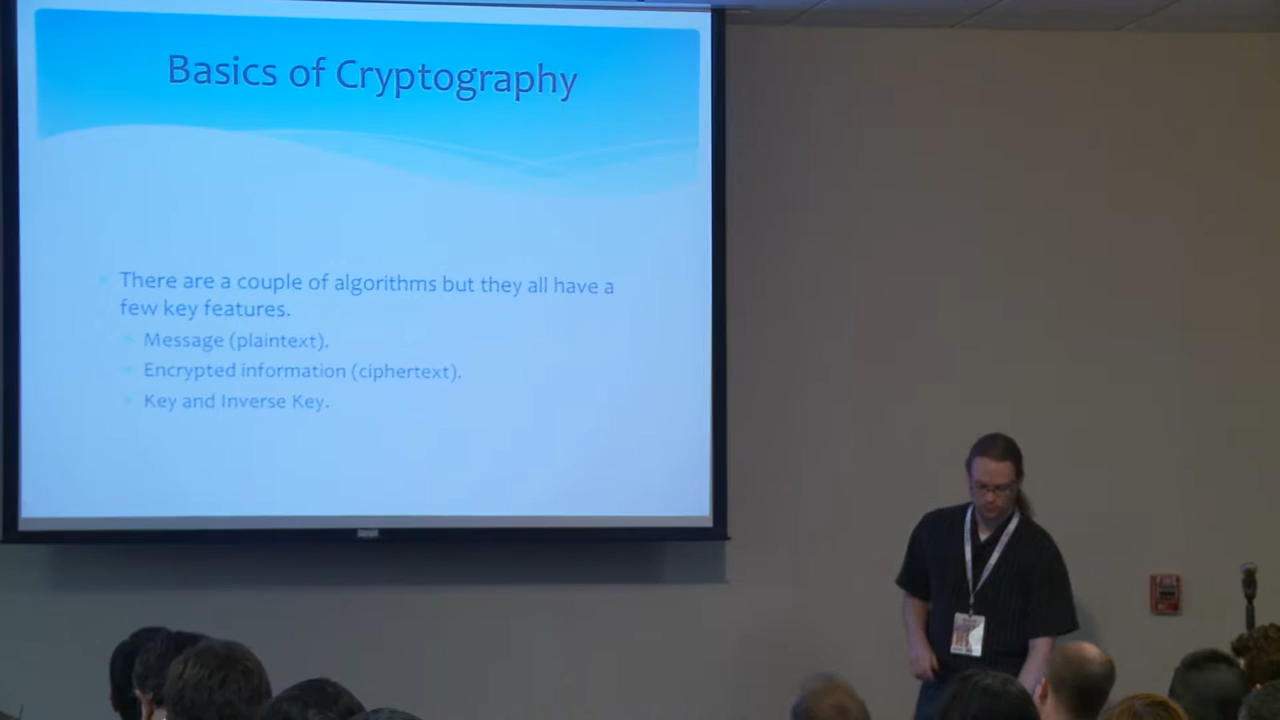 Basics of Cryptography
There are a couple of algorithms but they all have a
few key features.
Message (plaintext).
Encrypted information (ciphertext).
Key and Inverse Key.
FIRE